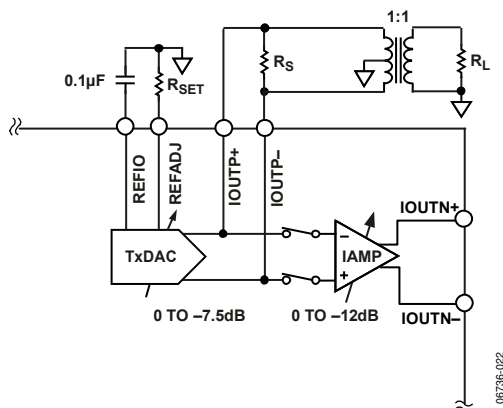 1:1
0.1µF
RSET
RS
RL
REFIO
REFADJ
IOUTP+
IOUTP–
IOUTN+
TxDAC
–
IAMP
+
IOUTN–
0 TO –7.5dB
0 TO –12dB
06736-022